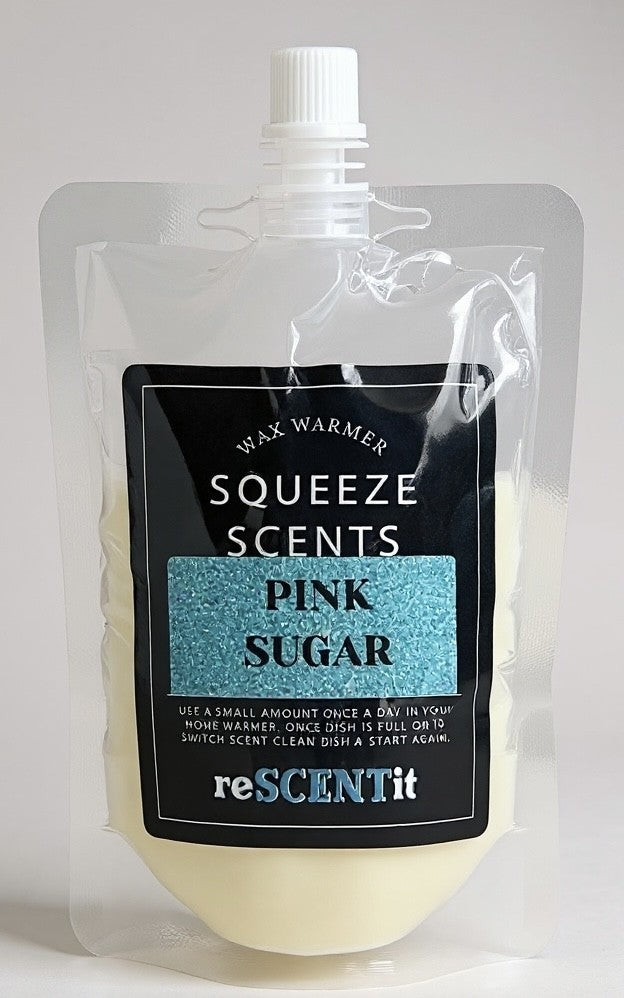 WAX WARMER
SQUEEZE
SCENTS
PINK
SUGAR
USE A SMALL AMOUNT ONCE A DAY IN YOUR
HOME WARMER. ONCE DISH IS FULL OR TO
SWITCH SCENT CLEAN DISH & START AGAIN.
reSCENTit